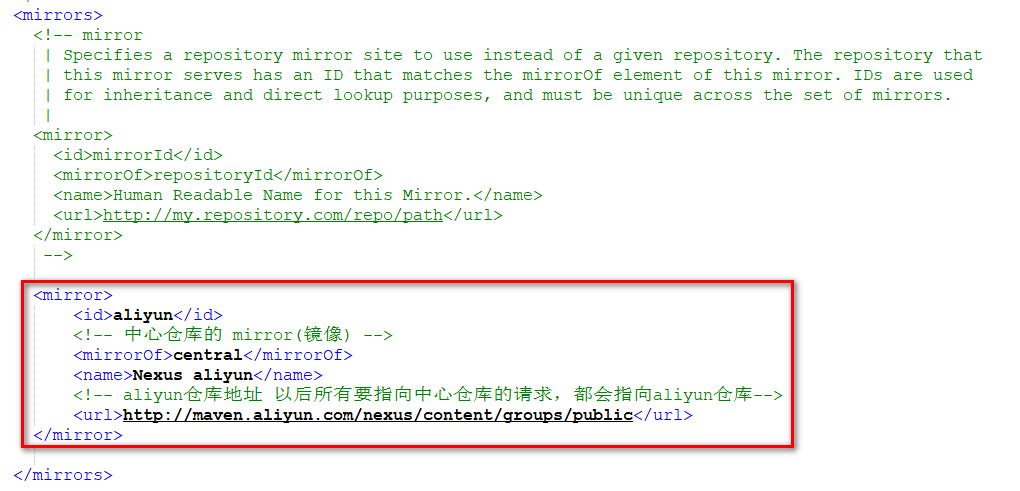 <mirrors>
<!-- mirror
| Specifies a repository mirror site to use instead of a given repository. The repository that
| this mirror serves has an ID that matches the mirrorOf element of this mirror. IDs are used
| for inheritance and direct lookup purposes, and must be unique across the set of mirrors.
|
<mirror>
<id>mirrorId</id>
<mirrorOf>repositoryId</mirrorOf>
<name>Human Readable Name for this Mirror.</name>
<url>http://my.repository.com/repo/path</url>
</mirror>
-->
<mirror>
<id>aliyun</id>
<!-- 中心仓库的 mirror(镜像) -->
<mirrorOf>central</mirrorOf>
<name>Nexus aliyun</name>
<!-- aliyun仓库地址 以后所有要指向中心仓库的请求，都会指向aliyun仓库-->
<url>http://maven.aliyun.com/nexus/content/groups/public</url>
</mirror>
</mirrors>